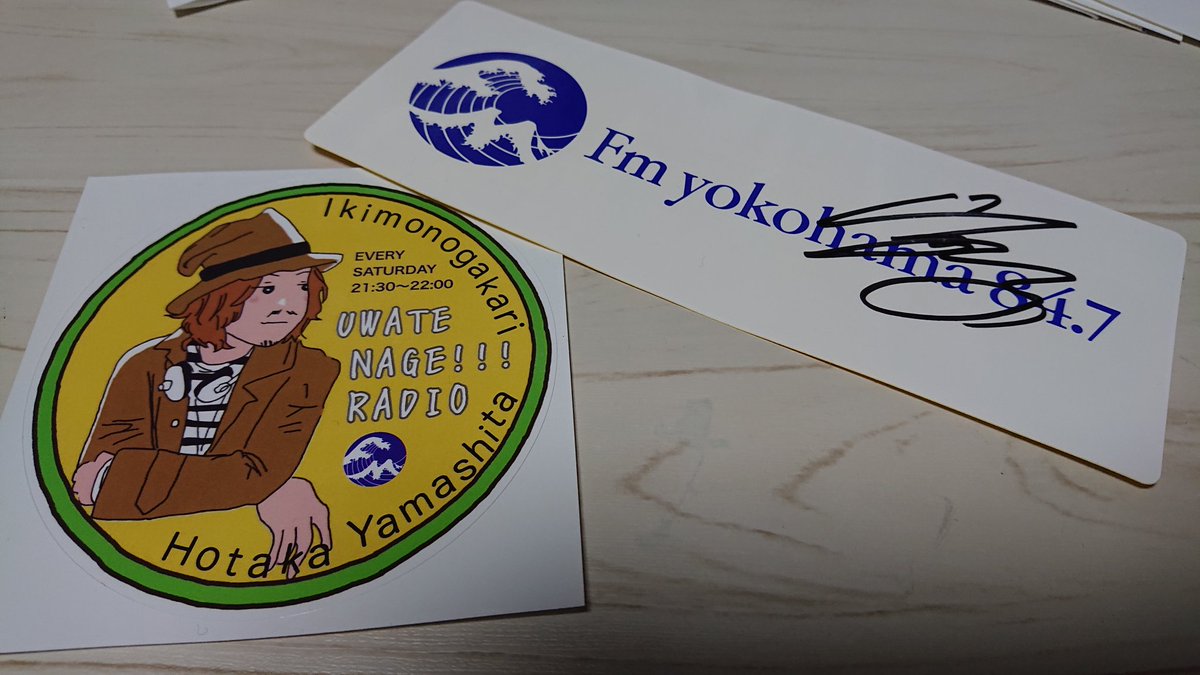 Fm yokohama 84.7
Ikimonogakari
EVERY
SATURDAY
21:30～22:00
UWATE
NAGE!!!
RADIO
Hotaka Yamashita